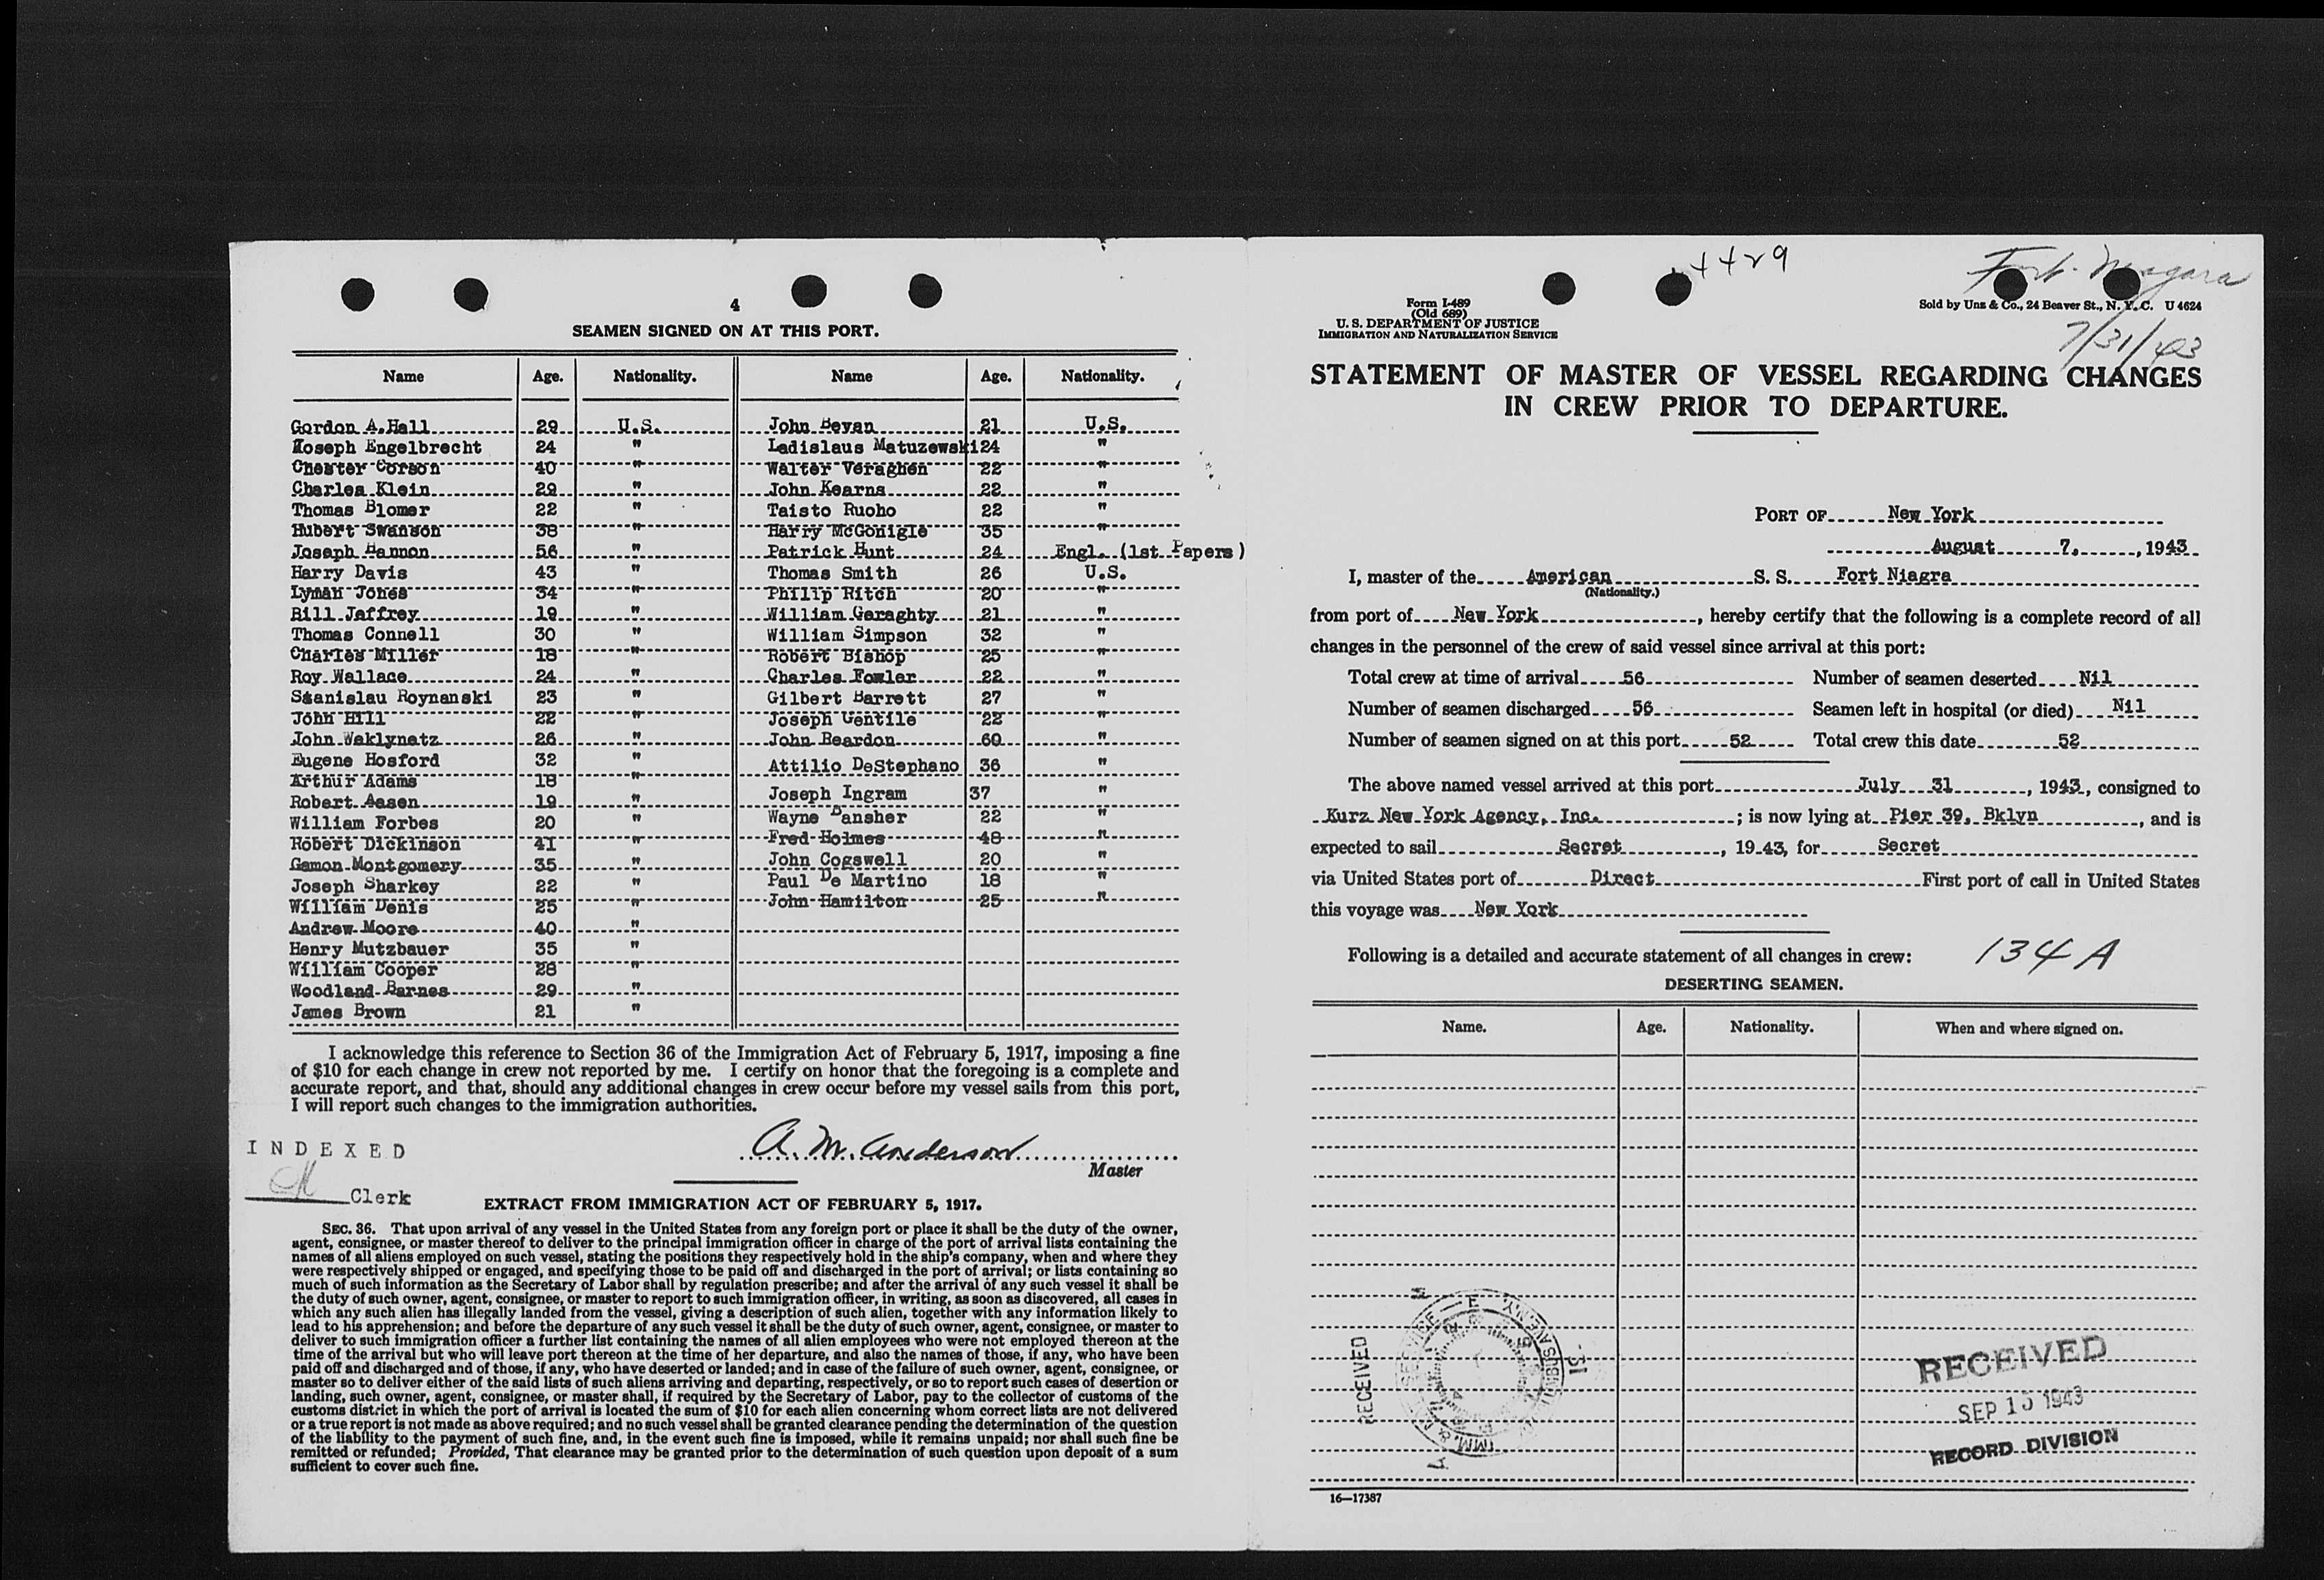 4
SEAMEN SIGNED ON AT THIS PORT.
Name Age. Nationality. Name Age. Nationality.
Gordon A.Hall 29 U.S. John Bevan 21 U.S.
Hoseph Engelbrecht 24 " Ladislaus Matuzewski 24 "
Chester Corson 40 " Walter Veraghen 22 "
Charles Klein 29 " John Kearns 22 "
Thomas Blomer 22 " Taisto Ruoho 22 "
Hubert Swanson 38 " Harry McGonigle 35 "
Joseph Hannon 56 " Patrick Hunt 24 Engl. (1st Papers)
Harry Davis 43 " Thomas Smith 26 U.S.
Lyman Jones 34 " Philip Ritch 20 "
Bill Jeffrey 19 " William Geraghty 21 "
Thomas Connell 30 " William Simpson 32 "
Charles Miller 18 " Robert Bishop 25 "
Roy Wallace 24 " Charles Fowler 22 "
Stanislau Roynanski 23 " Gilbert Barrett 27 "
John Hill 22 " Joseph Gentile 22 "
John Waklynetz 26 " John Reardon 60 "
Eugene Hosford 32 " Attilio DeStephano 36 "
Arthur Adams 18 " Joseph Ingram 37 "
Robert Aasen 19 " Wayne Dansher 22 "
William Forbes 20 " Fred Holmes 48 "
Robert Dickinson 41 " John Cogswell 20 "
Gamon Montgomery 35 " Paul De Martino 18 "
Joseph Sharkey 22 " John Hamilton 25 "
William Denis 25 "
Andrew Moore 40 "
Henry Mutzbauer 35 "
William Cooper 28 "
Woodland Barnes 29 "
James Brown 21 "
I acknowledge this reference to Section 36 of the Immigration Act of February 5, 1917, imposing a fine
of $10 for each change in crew not reported by me. I certify on honor that the foregoing is a complete and
accurate report, and that, should any additional changes in crew occur before my vessel sails from this port,
I will report such changes to the immigration authorities.
A. M. Anderson
Master
INDEXED
Clerk
EXTRACT FROM IMMIGRATION ACT OF FEBRUARY 5, 1917.
SEC. 36. That upon arrival of any vessel in the United States from any foreign port or place it shall be the duty of the owner,
agent, consignee, or master thereof to deliver to the principal immigration officer in charge of the port of arrival lists containing the
names of all aliens employed on such vessel, stating the positions they respectively hold in the ship's company, when and where they
were respectively shipped or engaged, and specifying those to be paid off and discharged in the port of arrival; or lists containing so
much of such information as the Secretary of Labor shall by regulation prescribe; and after the arrival of any such vessel it shall be
the duty of such owner, agent, consignee, or master to report to such immigration officer, in writing, as soon as discovered, all cases in
which any such alien has illegally landed from the vessel, giving a description of such alien, together with any information likely to
lead to his apprehension; and before the departure of any such vessel it shall be the duty of such owner, agent, consignee, or master to
deliver to such immigration officer a further list containing the names of all alien employees who were not employed thereon at the
time of the arrival but who will leave port thereon at the time of her departure, and also the names of those, if any, who have been
paid off and discharged and of those, if any, who have deserted or landed; and in case of the failure of such owner, agent, consignee, or
master so to deliver either of the said lists of such aliens arriving and departing, respectively, or so to report such cases of desertion or
landing, such owner, agent, consignee, or master shall, if required by the Secretary of Labor, pay to the collector of customs of the
customs district in which the port of arrival is located the sum of $10 for each alien concerning whom correct lists are not delivered
or a true report is not made as above required; and no such vessel shall be granted clearance pending the determination of the question
of the liability to the payment of such fine, and, in the event such fine is imposed, while it remains unpaid; nor shall such fine be
remitted or refunded; Provided, That clearance may be granted prior to the determination of such question upon deposit of a sum
sufficient to cover such fine.
4429
Fort Niagara
7/31/43
Form I-489
(Old 689)
U. S. DEPARTMENT OF JUSTICE
IMMIGRATION AND NATURALIZATION SERVICE
Sold by Unz & Co., 24 Beaver St., N. Y. C. U 4624
STATEMENT OF MASTER OF VESSEL REGARDING CHANGES
IN CREW PRIOR TO DEPARTURE.
PORT OF New York
August 7, 1943
I, master of the American S. S. Fort Niagra
(Nationality.)
from port of New York, hereby certify that the following is a complete record of all
changes in the personnel of the crew of said vessel since arrival at this port:
Total crew at time of arrival 56 Number of seamen deserted Nil
Number of seamen discharged 56 Seamen left in hospital (or died) Nil
Number of seamen signed on at this port 52 Total crew this date 52
The above named vessel arrived at this port July 31, 1943, consigned to
Kurz New York Agency, Inc. ; is now lying at Pier 39, Bklyn, and is
expected to sail Secret, 1943, for Secret
via United States port of Direct First port of call in United States
this voyage was New York
Following is a detailed and accurate statement of all changes in crew:
134 A
DESERTING SEAMEN.
Name. Age. Nationality. When and where signed on.
RECEIVED
RECEIVED
SEP 10 1943
RECORD DIVISION
16—17387